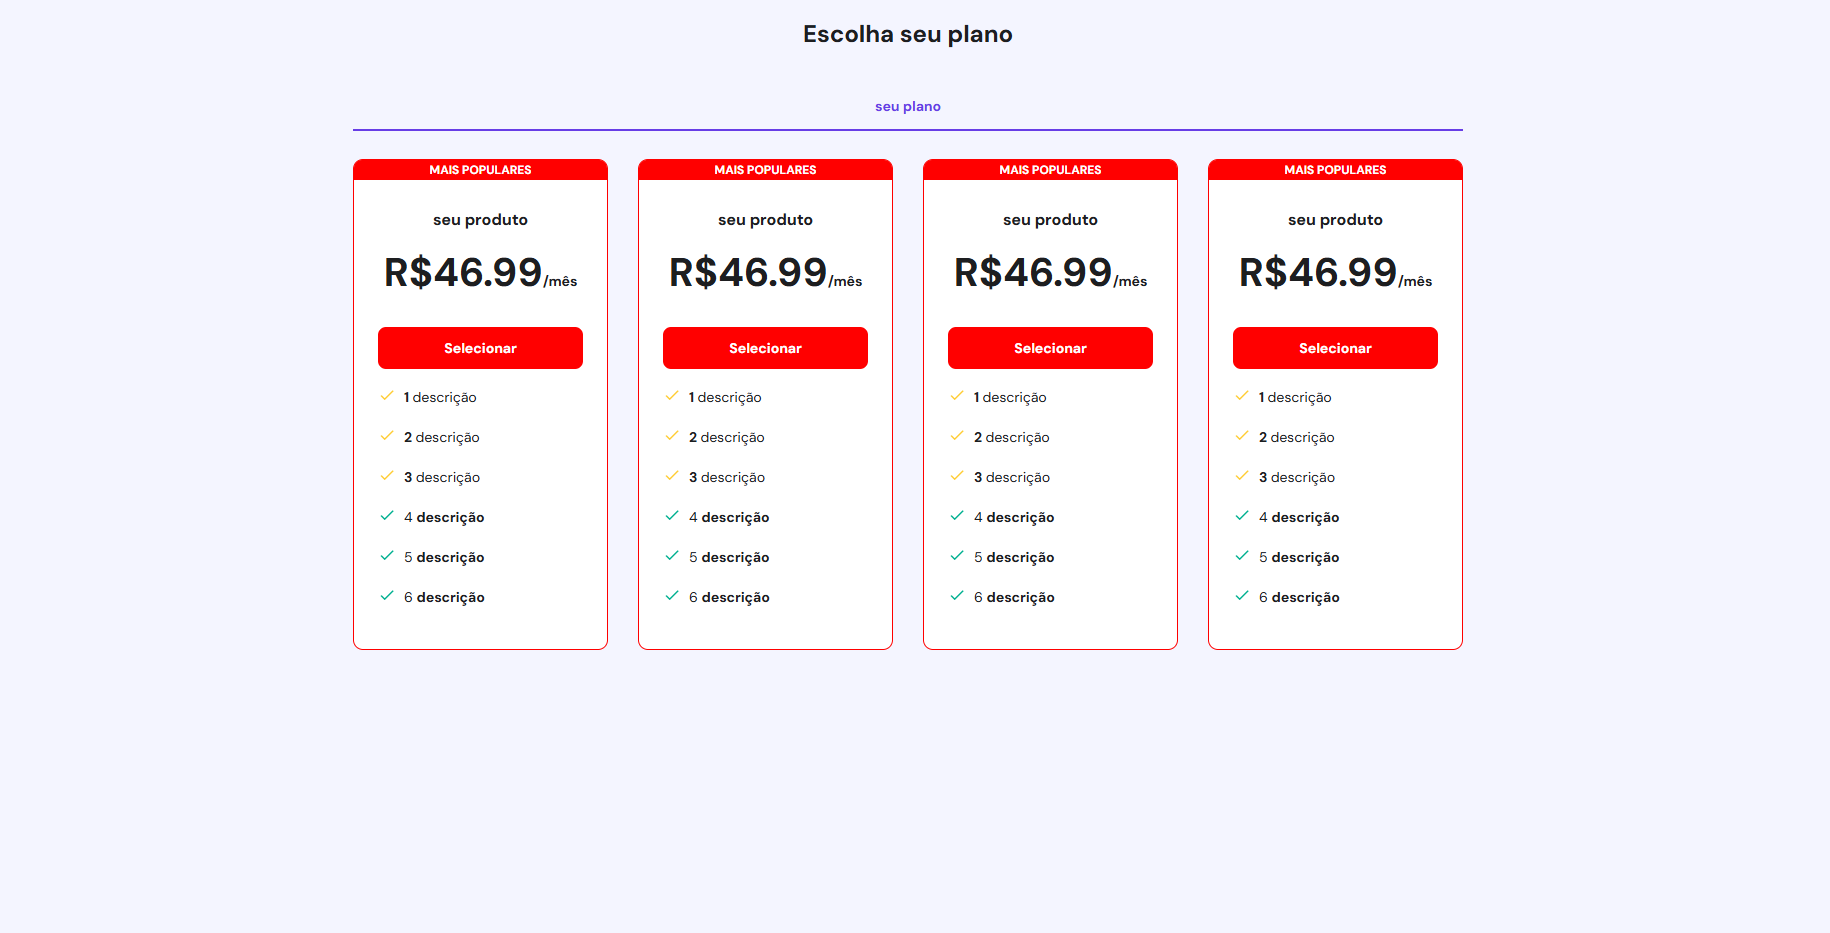 Escolha seu plano
seu plano
MAIS POPULARES
seu produto
R$46.99/mês
Selecionar
1 descrição
2 descrição
3 descrição
4 descrição
5 descrição
6 descrição
MAIS POPULARES
seu produto
R$46.99/mês
Selecionar
1 descrição
2 descrição
3 descrição
4 descrição
5 descrição
6 descrição
MAIS POPULARES
seu produto
R$46.99/mês
Selecionar
1 descrição
2 descrição
3 descrição
4 descrição
5 descrição
6 descrição
MAIS POPULARES
seu produto
R$46.99/mês
Selecionar
1 descrição
2 descrição
3 descrição
4 descrição
5 descrição
6 descrição